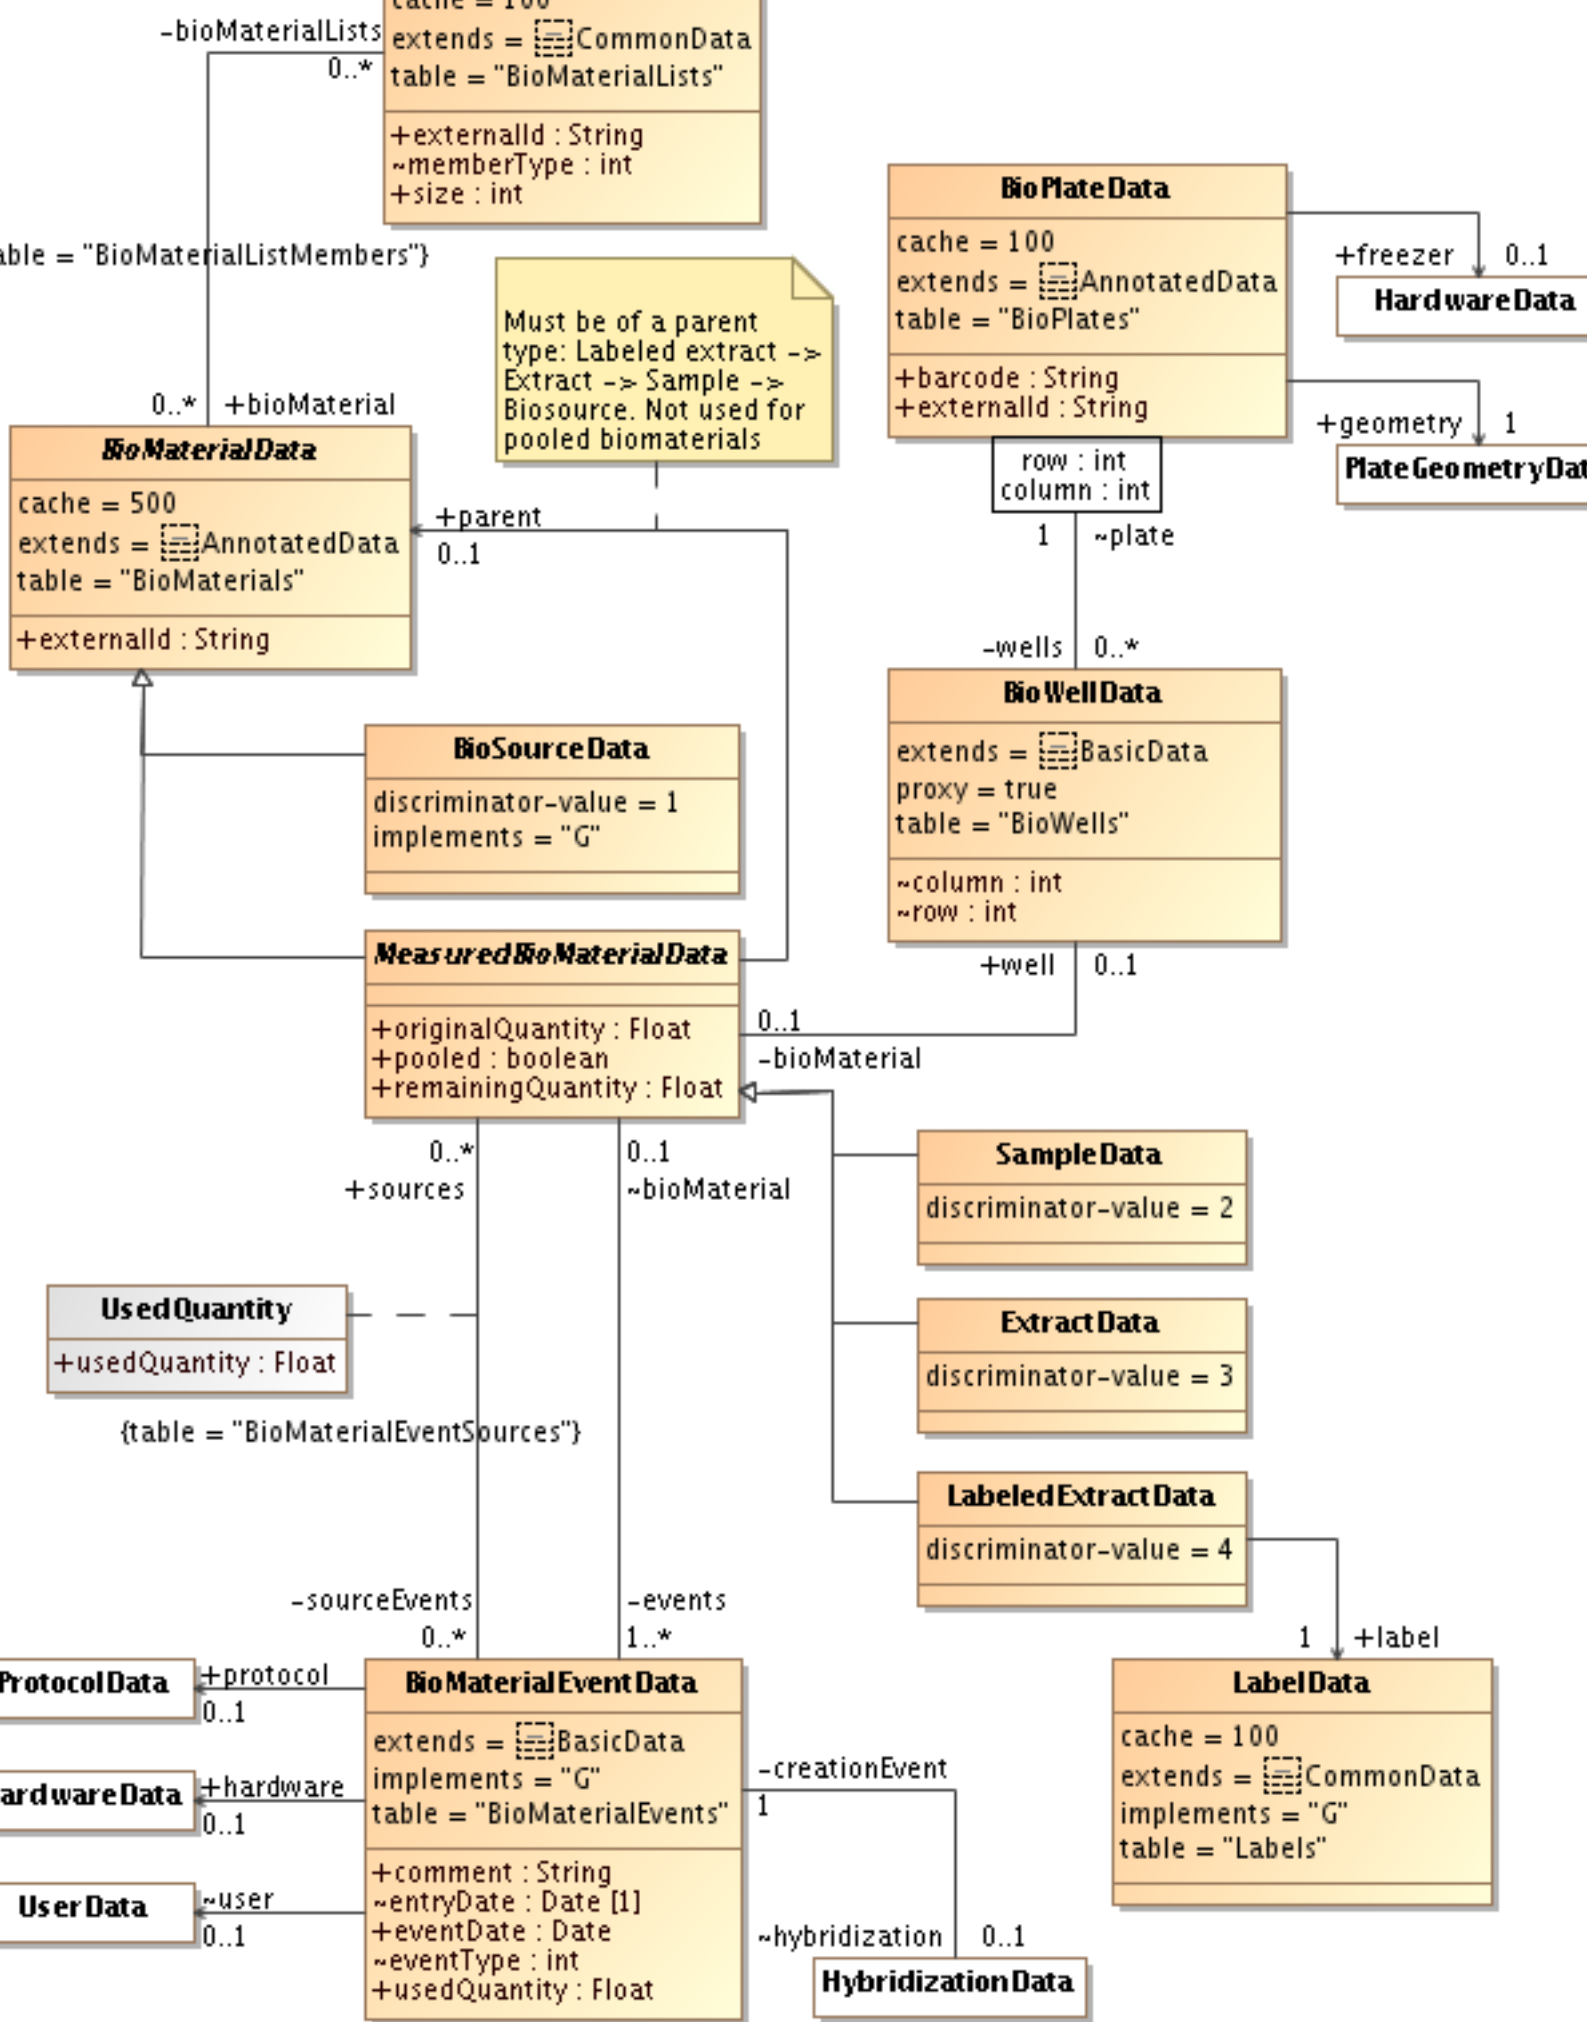 cache = 100
-bioMaterialLists
extends = CommonData
0..*
table = "BioMaterialLists"
+externalId : String
~memberType : int
+size : int
able = "BioMaterialListMembers"}
Must be of a parent
type: Labeled extract ->
Extract -> Sample ->
Biosource. Not used for
pooled biomaterials
BioPlateData
cache = 100
extends = AnnotatedData
table = "BioPlates"
+barcode : String
+externalId : String
row : int
column : int
+freezer 0..1
HardwareData
+geometry 1
PlateGeometryDat
0..* +bioMaterial
BioMaterialData
cache = 500
extends = AnnotatedData
table = "BioMaterials"
+externalId : String
+parent
0..1
1 ~plate
-wells 0..*
BioWellData
extends = BasicData
proxy = true
table = "BioWells"
~column : int
~row : int
+well 0..1
BioSourceData
discriminator-value = 1
implements = "G"
MeasuredBioMaterialData
+originalQuantity : Float
+pooled : boolean
+remainingQuantity : Float
0..1
-bioMaterial
0..*
+sources
0..1
~bioMaterial
SampleData
discriminator-value = 2
ExtractData
discriminator-value = 3
LabeledExtractData
discriminator-value = 4
UsedQuantity
+usedQuantity : Float
{table = "BioMaterialEventSources"}
-sourceEvents
0..*
-events
1..*
1 +label
LabelData
cache = 100
extends = CommonData
implements = "G"
table = "Labels"
ProtocolData
+protocol
0..1
ardwareData
+hardware
0..1
UserData
~user
0..1
BioMaterialEventData
extends = BasicData
implements = "G"
table = "BioMaterialEvents"
+comment : String
~entryDate : Date [1]
+eventDate : Date
~eventType : int
+usedQuantity : Float
-creationEvent
1
~hybridization 0..1
HybridizationData